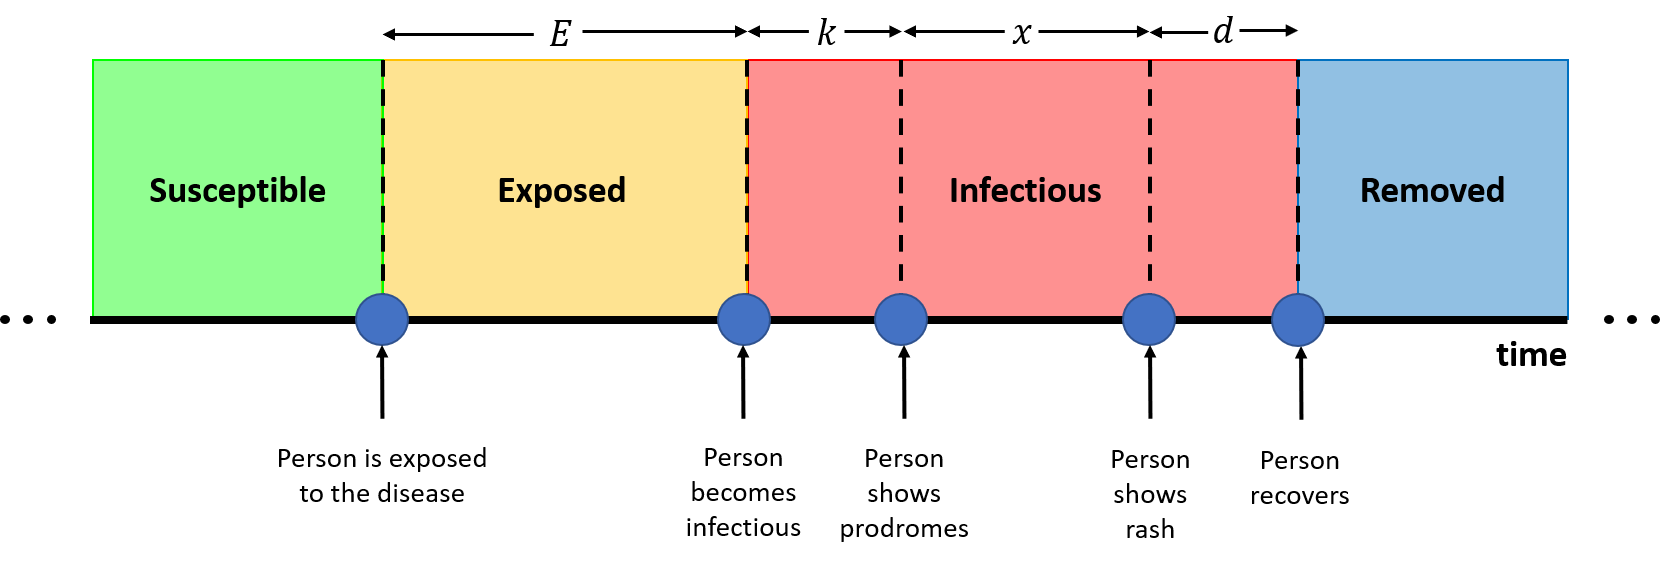 E k x d
Susceptible Exposed Infectious Removed
time
Person is exposed
to the disease
Person
becomes
infectious
Person
shows
prodromes
Person
shows
rash
Person
recovers